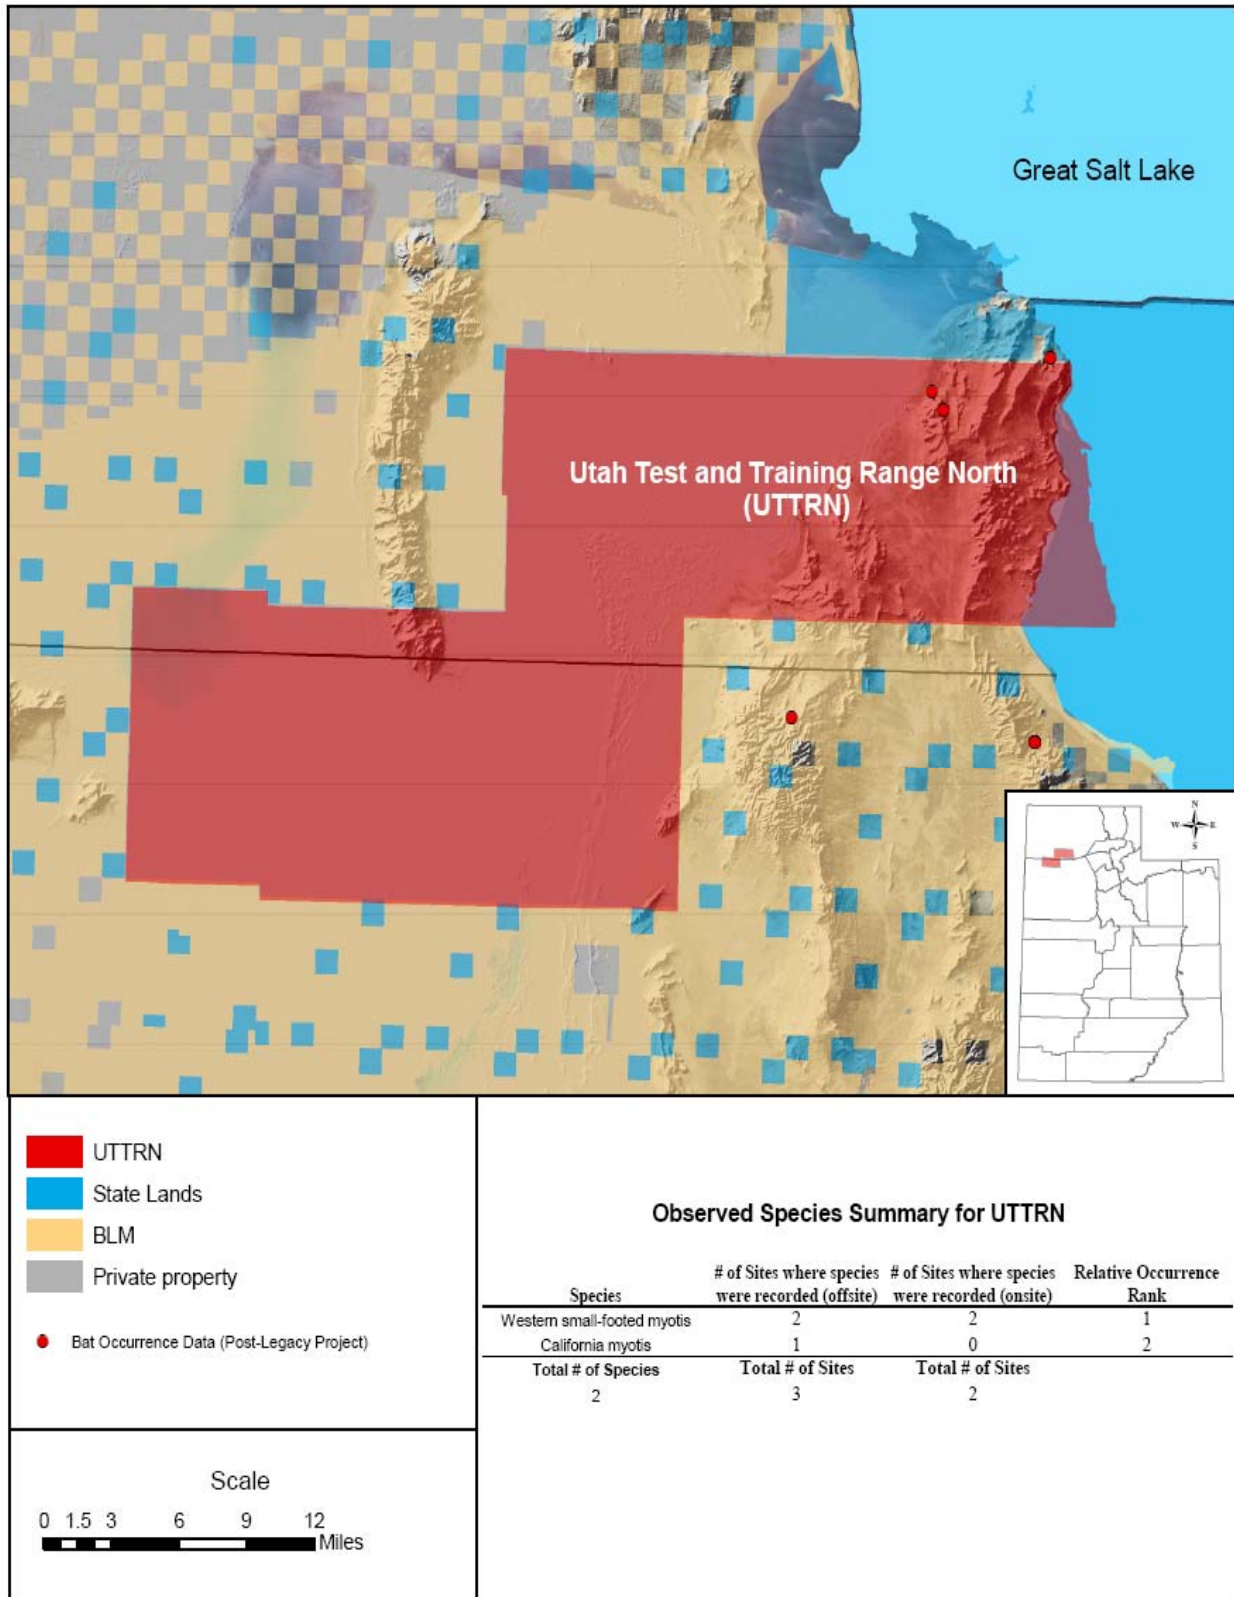 Great Salt Lake
Utah Test and Training Range North
(UTTRN)
N
W E
S
UTTRN
State Lands
BLM
Private property
Bat Occurrence Data (Post-Legacy Project)
Scale
0 1.5 3 6 9 12
Miles
Observed Species Summary for UTTRN
# of Sites where species # of Sites where species Relative Occurrence
Species were recorded (offsite) were recorded (onsite) Rank
Western small-footed myotis 2 2 1
California myotis 1 0 2
Total # of Species Total # of Sites Total # of Sites
2 3 2